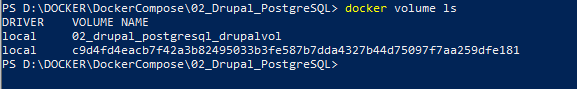 PS D:\DOCKER\DockerCompose\02_Drupal_PostgreSQL> docker volume ls
DRIVER    VOLUME NAME
local     02_drupal_postgresql_drupalvol
local     c9d4fd4eacb7f42a3b82495033b3fe587b7dda4327b44d75097f7aa259dfe181
PS D:\DOCKER\DockerCompose\02_Drupal_PostgreSQL>